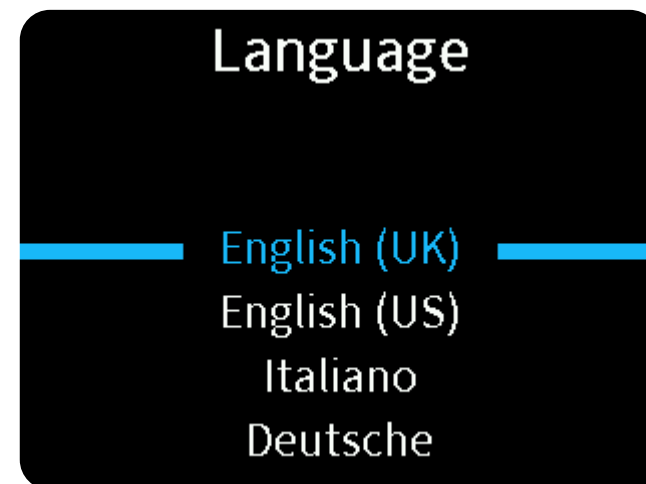 Language
English (UK)
English (US)
Italiano
Deutsche